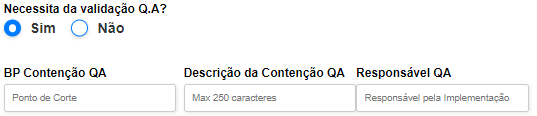 Necessita da validação Q.A?
Sim Não
BP Contenção QA Descrição da Contenção QA Responsável QA
Ponto de Corte Max 250 caracteres Responsável pela Implementação